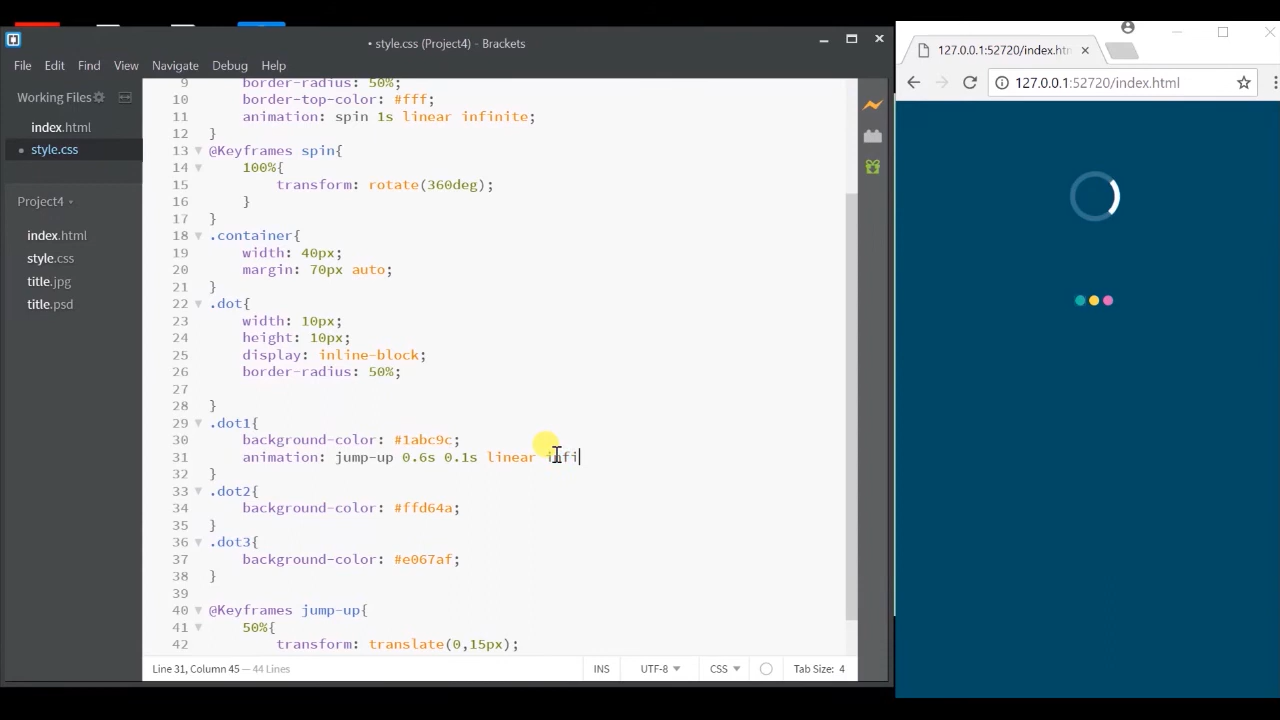 • style.css (Project4) - Brackets
File Edit Find View Navigate Debug Help
Working Files
index.html
• style.css
Project4
index.html
style.css
title.jpg
title.psd
9 border-radius: 50%;
10 border-top-color: #fff;
11 animation: spin 1s linear infinite;
12 }
13 @Keyframes spin{
14 100%{
15 transform: rotate(360deg);
16 }
17 }
18 .container{
19 width: 40px;
20 margin: 70px auto;
21 }
22 .dot{
23 width: 10px;
24 height: 10px;
25 display: inline-block;
26 border-radius: 50%;
27
28 }
29 .dot1{
30 background-color: #1abc9c;
31 animation: jump-up 0.6s 0.1s linear infi
32 }
33 .dot2{
34 background-color: #ffd64a;
35 }
36 .dot3{
37 background-color: #e067af;
38 }
39
40 @Keyframes jump-up{
41 50%{
42 transform: translate(0,15px);
Line 31, Column 45 — 44 Lines
INS UTF-8 CSS Tab Size: 4
127.0.0.1:52720/index.htm
127.0.0.1:52720/index.html